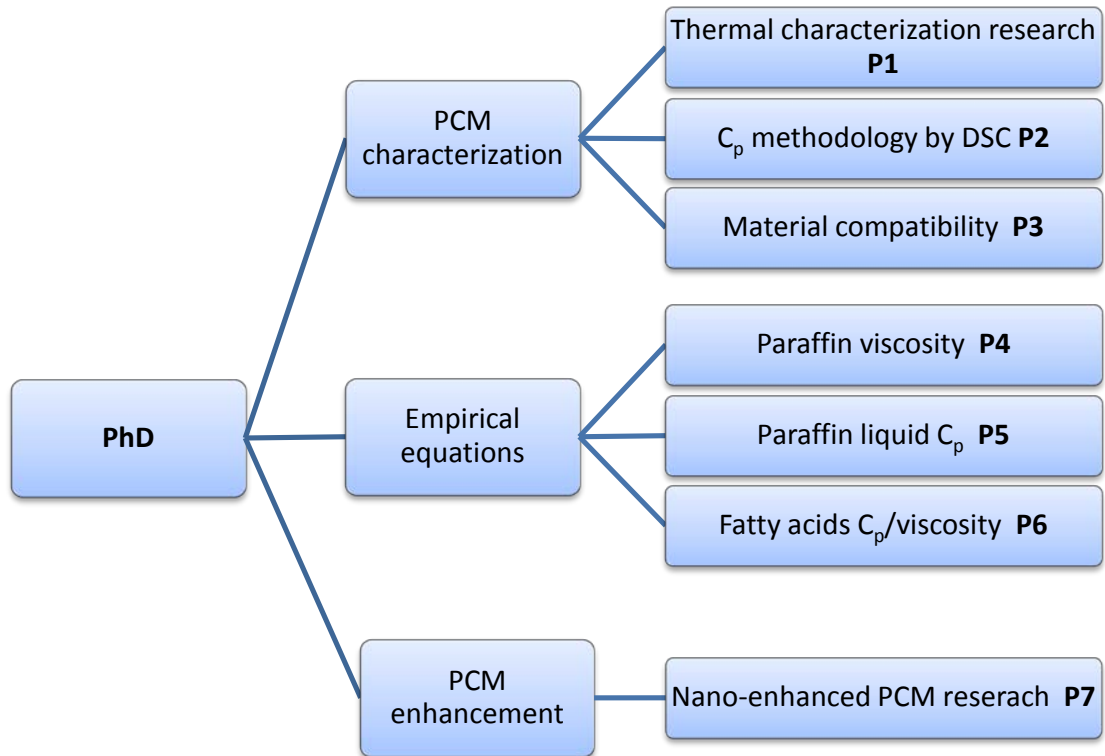 PhD
PCM
characterization
Thermal characterization research
P1
Cₚ methodology by DSC P2
Material compatibility P3
Empirical
equations
Paraffin viscosity P4
Paraffin liquid Cₚ P5
Fatty acids Cₚ/viscosity P6
PCM
enhancement
Nano-enhanced PCM reserach P7